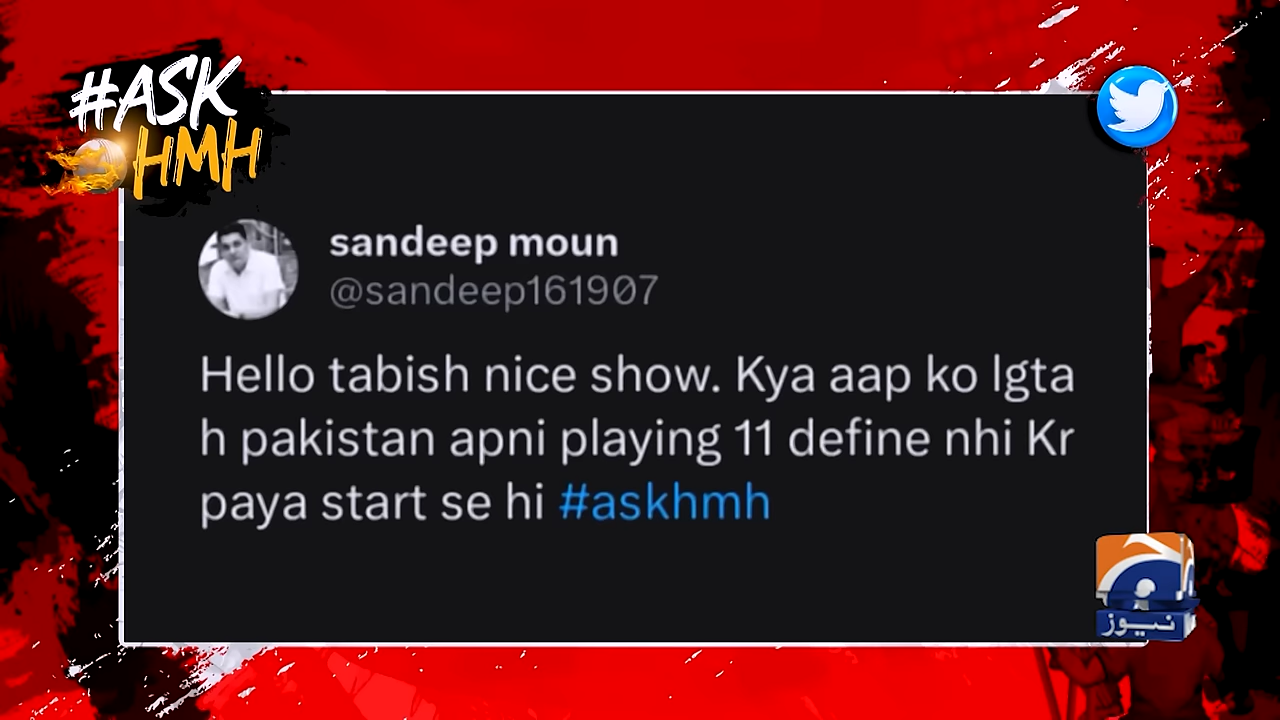 #ASK
HMH
sandeep moun
@sandeep161907
Hello tabish nice show. Kya aap ko lgta
h pakistan apni playing 11 define nhi Kr
paya start se hi #askhmh
نیوز